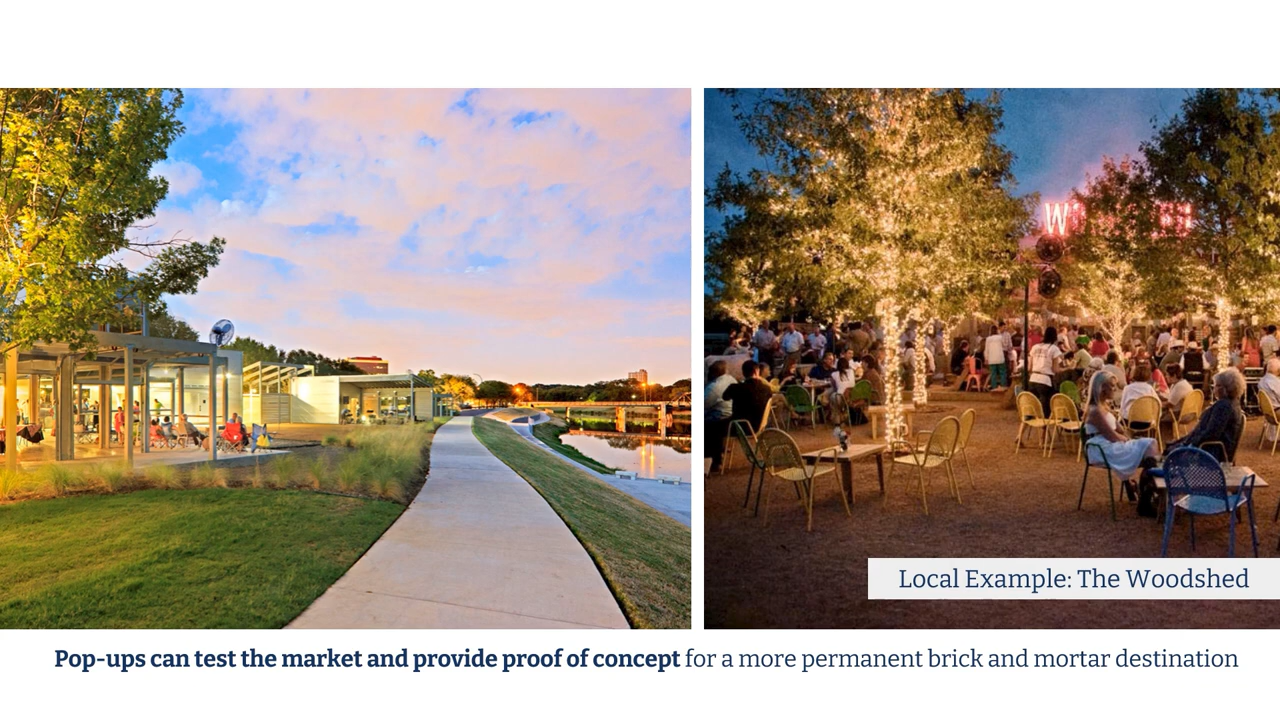 Local Example: The Woodshed
Pop-ups can test the market and provide proof of concept for a more permanent brick and mortar destination